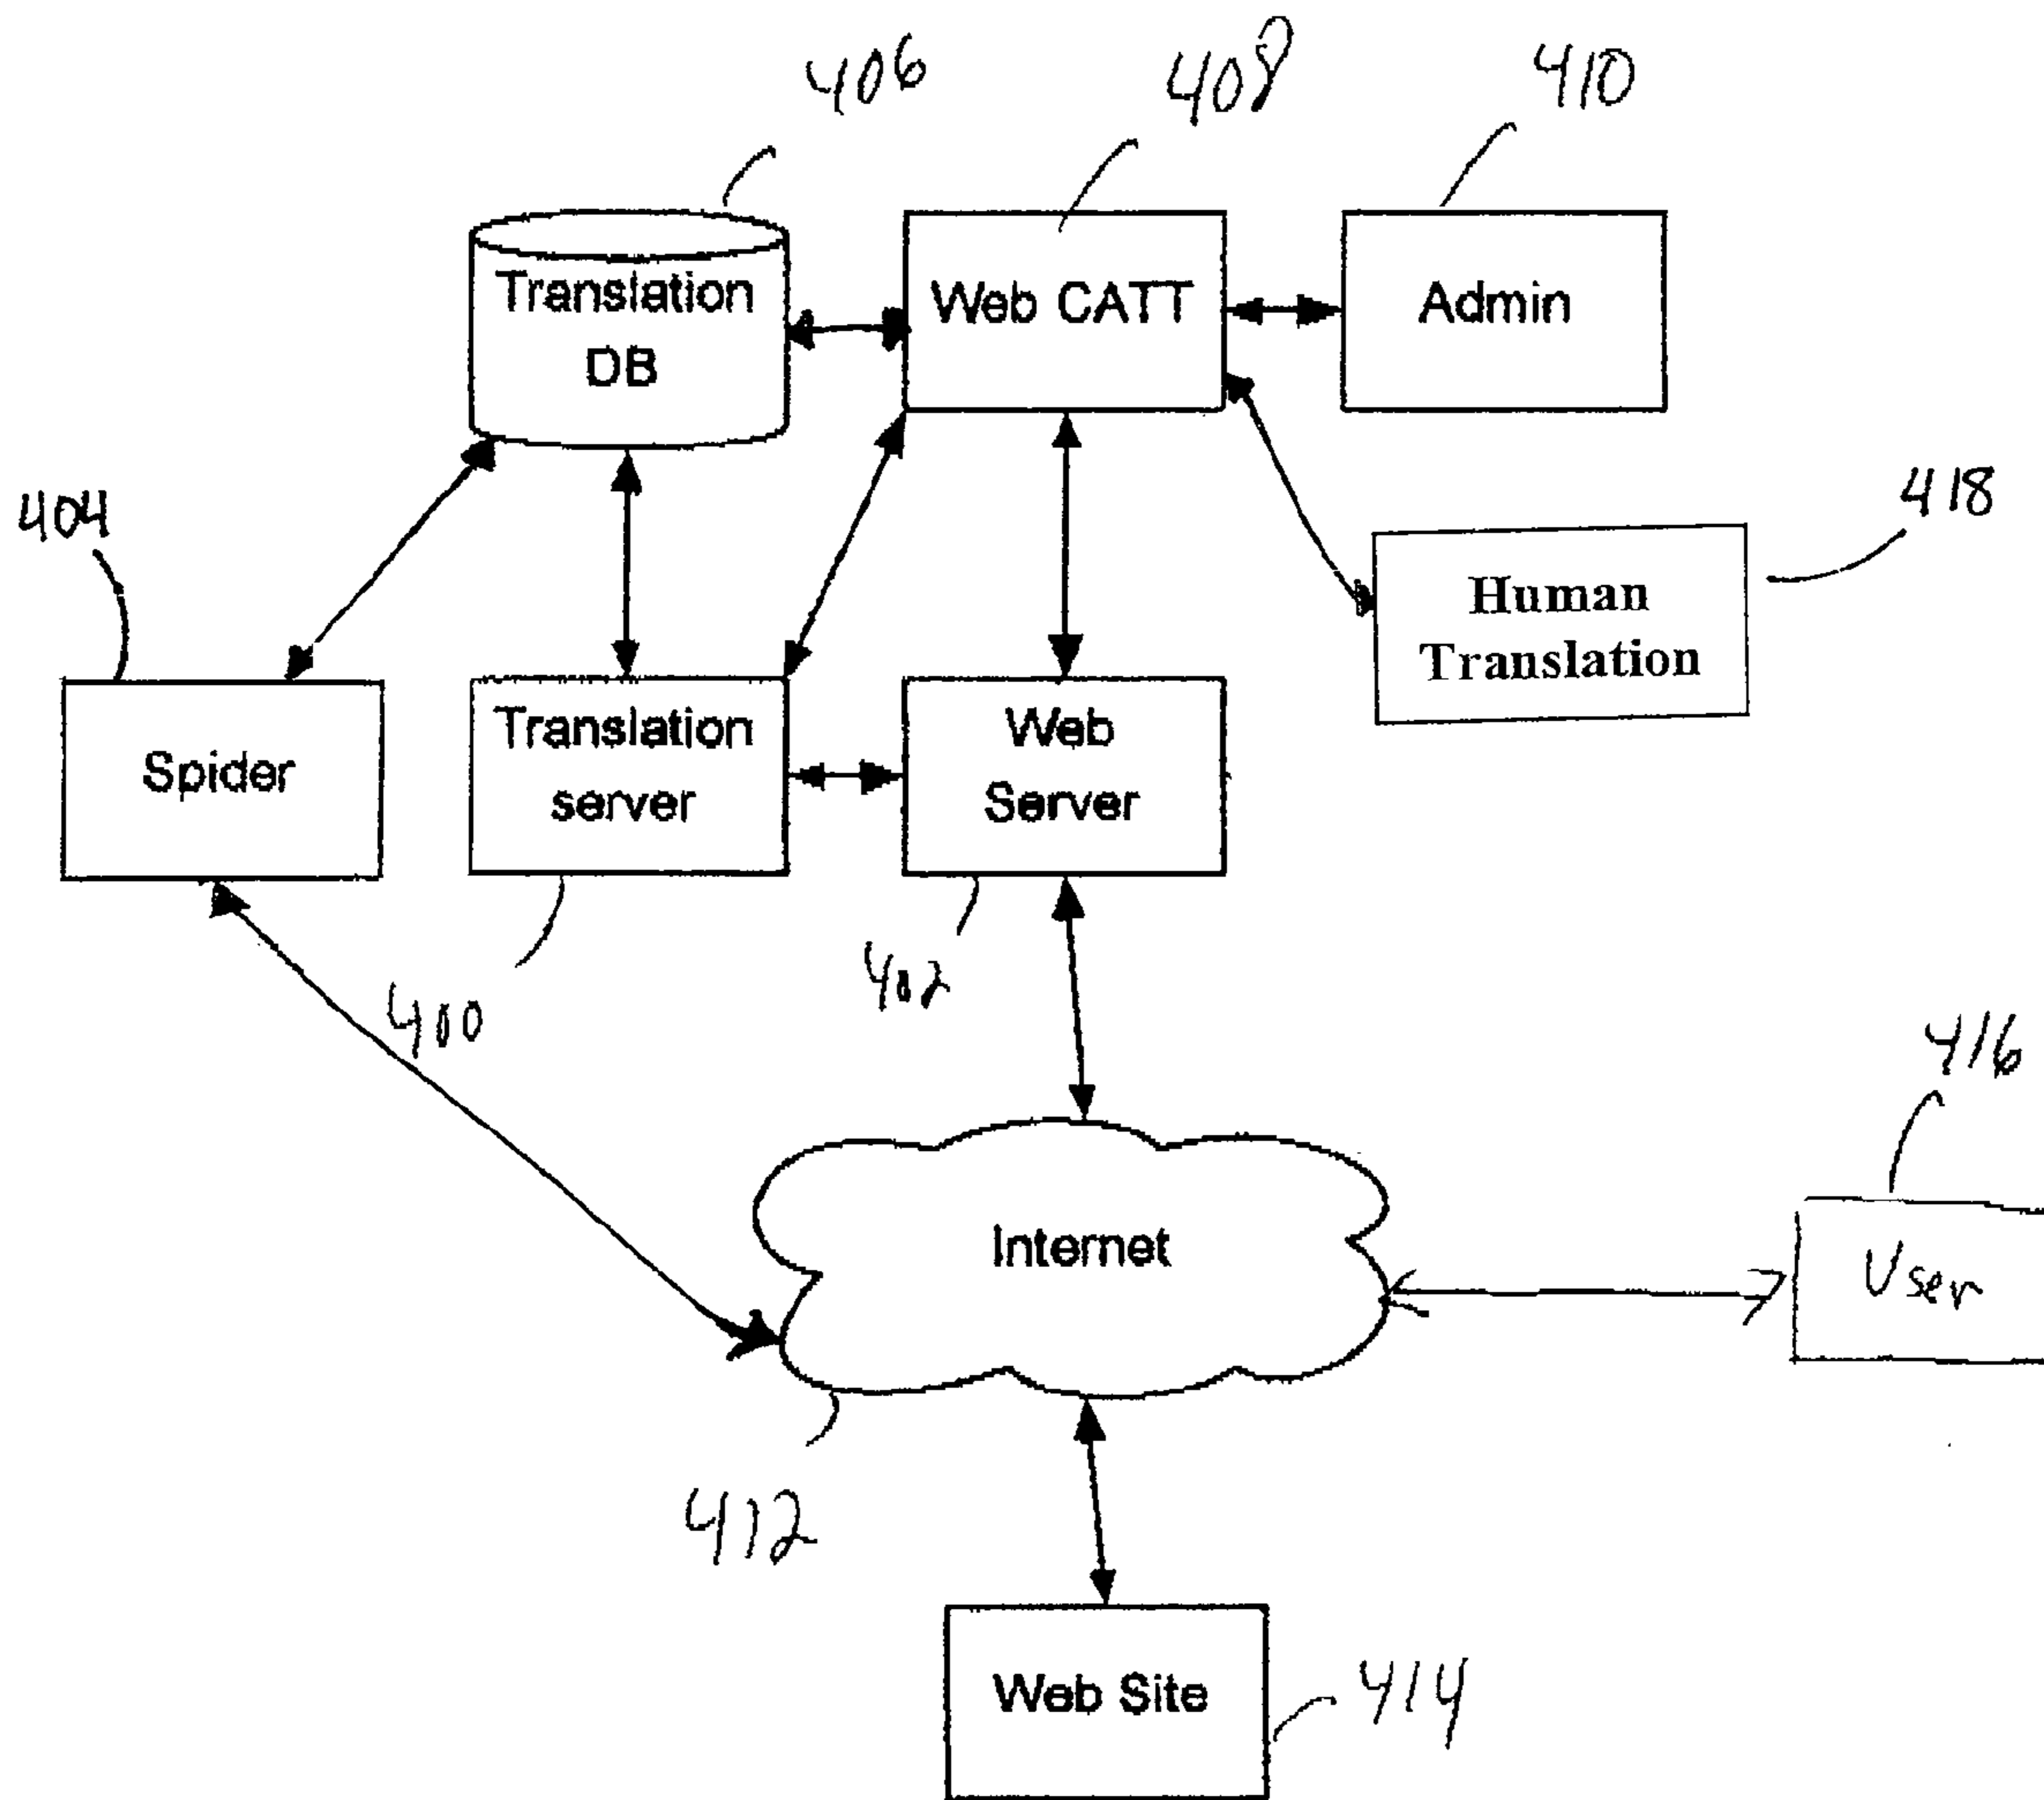 406
408
410
Translation
DB
Web CATT
Admin
404
418
Human
Translation
Spider
Translation
server
Web
Server
400
402
416
Internet
User
412
Web Site
414